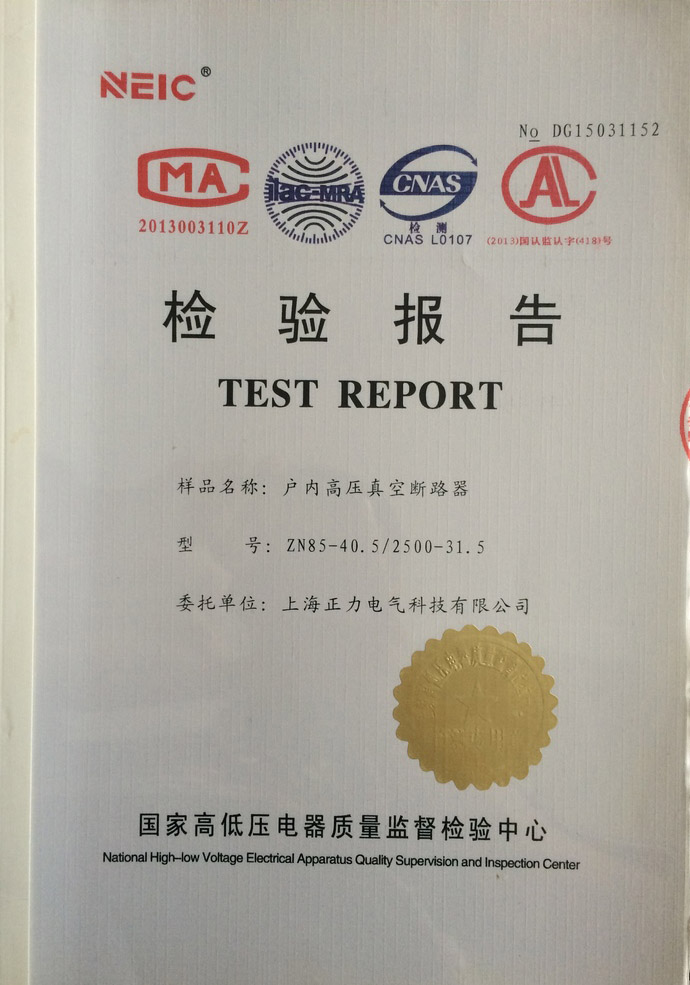 NEIC®
No DG15031152
CMA
ilac-MRA
CNAS
CAL
2013003110Z
检 测
CNAS L0107
(2013)国认监认字(418)号
检 验 报 告
TEST REPORT
样品名称: 户内高压真空断路器
型 号: ZN85-40.5/2500-31.5
委托单位: 上海正力电气科技有限公司
国家高低压电器质量监督检验中心
National High-low Voltage Electrical Apparatus Quality Supervision and Inspection Center